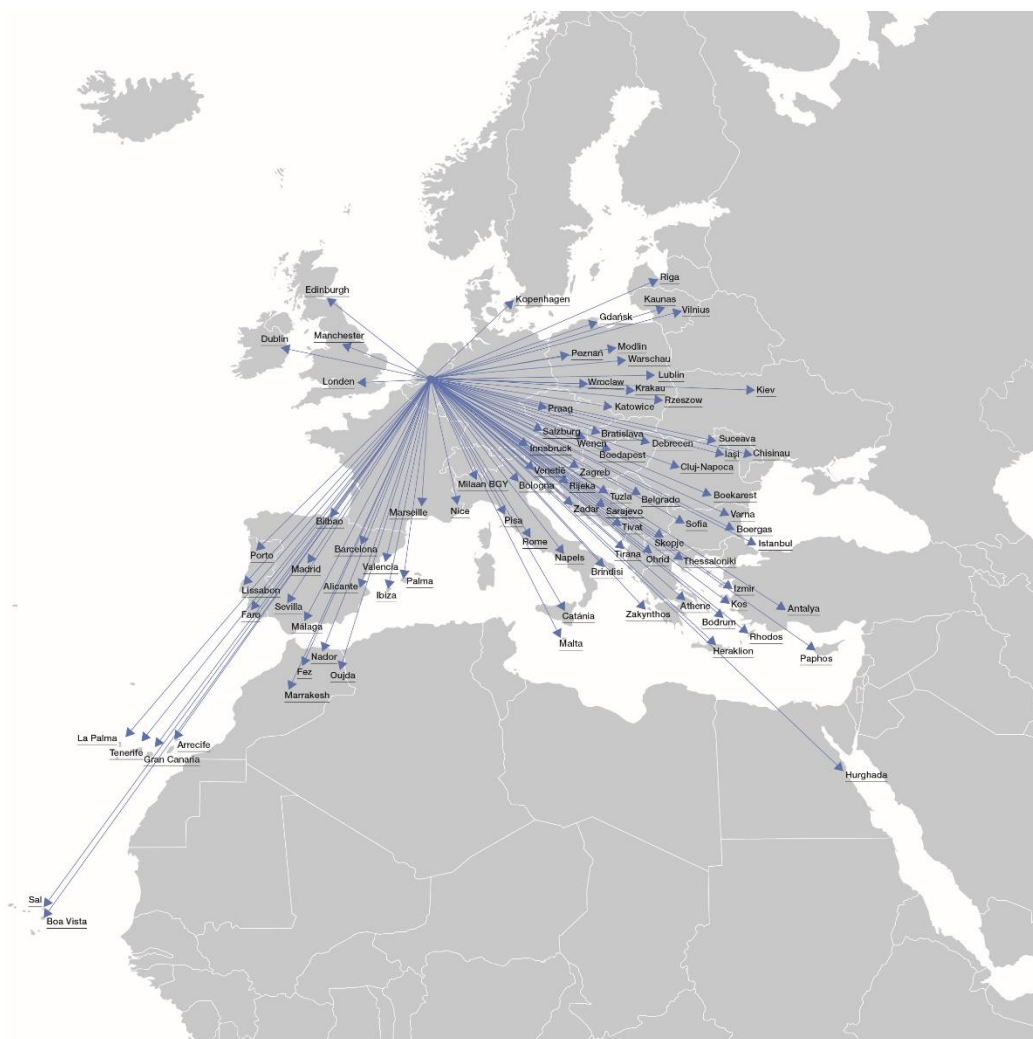 Riga
Edinburgh
Kopenhagen
Kaunas
Vilnius
Gdańsk
Dublin
Manchester
Modlin
Poznań
Warschau
Londen
Lublin
Wroclaw
Krakau
Kiev
Rzeszow
Praag
Katowice
Salzburg
Bratislava
Suceava
Wenen
Debrecen
Innsbruck
Boedapest
Iaşi
Chisinau
Venetië
Zagreb
Cluj-Napoca
Milaan BGY
Bologna
Rijeka
Tuzla
Belgrado
Boekarest
Marseille
Nice
Zadar
Sarajevo
Varna
Bilbao
Pisa
Tivat
Sofia
Boergas
Rome
Skopje
Istanbul
Porto
Barcelona
Napels
Tirana
Ohrid
Thessaloniki
Madrid
Valencia
Brindisi
Palma
Lissabon
Alicante
Ibiza
Izmir
Sevilla
Athene
Kos
Antalya
Faro
Catánia
Zakynthos
Bodrum
Málaga
Malta
Rhodos
Nador
Heraklion
Paphos
Fez
Oujda
Marrakesh
La Palma
Arrecife
Tenerife
Gran Canaria
Hurghada
Sal
Boa Vista